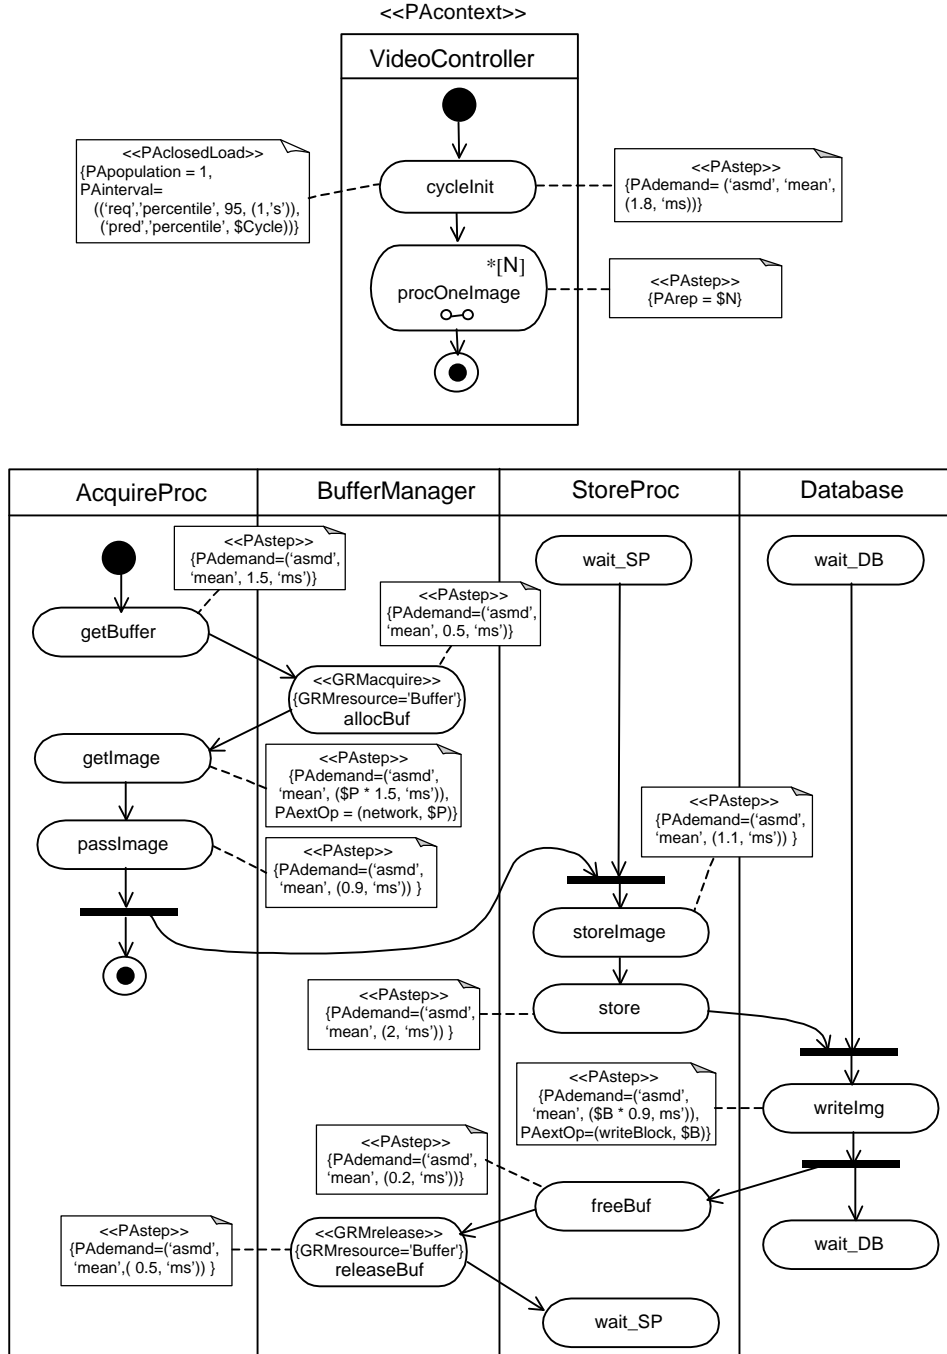 <<PAcontext>>
VideoController
<<PAclosedLoad>>
{PApopulation = 1,
PAinterval=
((‘req’,’percentile’, 95, (1,’s’)),
(‘pred’,’percentile’, $Cycle))}
cycleInit
<<PAstep>>
{PAdemand= (‘asmd’, ‘mean’,
(1.8, ‘ms’))}
*[N]
procOneImage
<<PAstep>>
{PArep = $N}
AcquireProc
BufferManager
StoreProc
Database
<<PAstep>>
{PAdemand=(‘asmd’,
‘mean’, 1.5, ‘ms’)}
wait_SP
wait_DB
getBuffer
<<PAstep>>
{PAdemand=(‘asmd’,
‘mean’, 0.5, ‘ms’)}
<<GRMacquire>>
{GRMresource='Buffer'}
allocBuf
getImage
<<PAstep>>
{PAdemand=(‘asmd’,
‘mean’, ($P * 1.5, ‘ms’)),
PAextOp = (network, $P)}
<<PAstep>>
{PAdemand=(‘asmd’,
‘mean’, (1.1, ‘ms’)) }
passImage
<<PAstep>>
{PAdemand=(‘asmd’,
‘mean’, (0.9, ‘ms’)) }
storeImage
<<PAstep>>
{PAdemand=(‘asmd’,
‘mean’, (2, ‘ms’)) }
store
<<PAstep>>
{PAdemand=(‘asmd’,
‘mean’, ($B * 0.9, ms’)),
PAextOp=(writeBlock, $B)}
writeImg
<<PAstep>>
{PAdemand=(‘asmd’,
‘mean’, (0.2, ‘ms’))}
freeBuf
<<PAstep>>
{PAdemand=(‘asmd’,
‘mean’,( 0.5, ‘ms’)) }
<<GRMrelease>>
{GRMresource='Buffer'}
releaseBuf
wait_DB
wait_SP